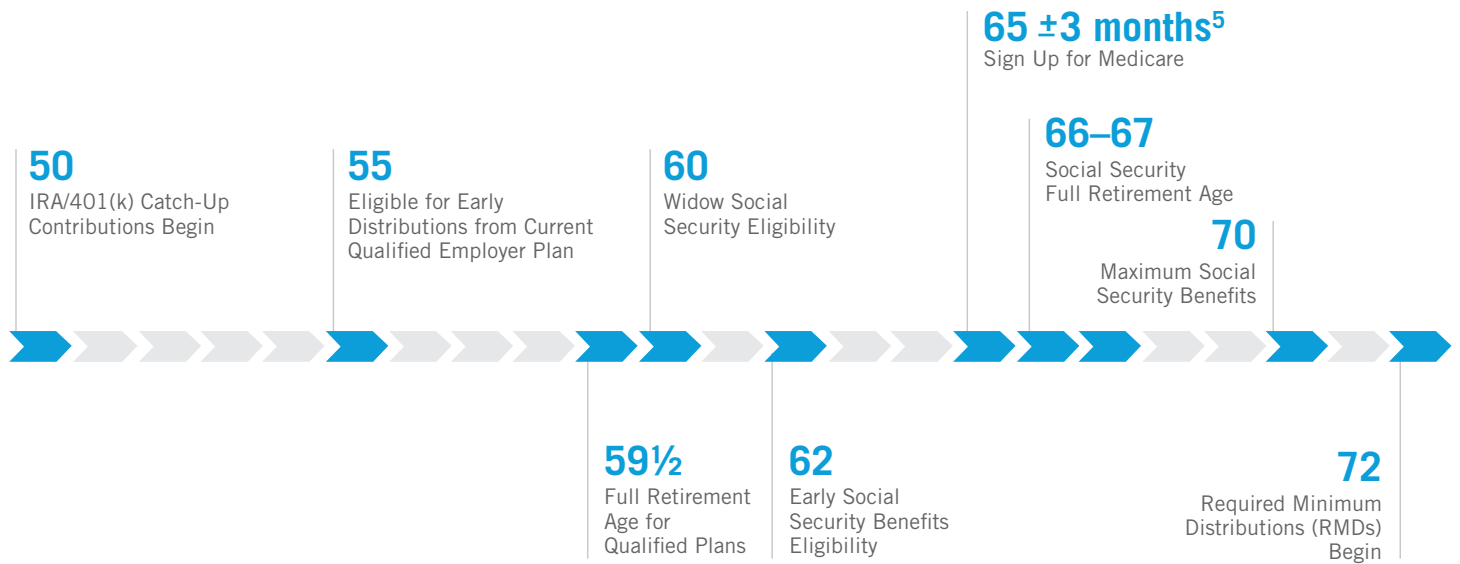 65 ±3 months⁵
Sign Up for Medicare
66–67
Social Security
Full Retirement Age
50
IRA/401(k) Catch-Up
Contributions Begin
55
Eligible for Early
Distributions from Current
Qualified Employer Plan
60
Widow Social
Security Eligibility
70
Maximum Social
Security Benefits
59½
Full Retirement
Age for
Qualified Plans
62
Early Social
Security Benefits
Eligibility
72
Required Minimum
Distributions (RMDs)
Begin